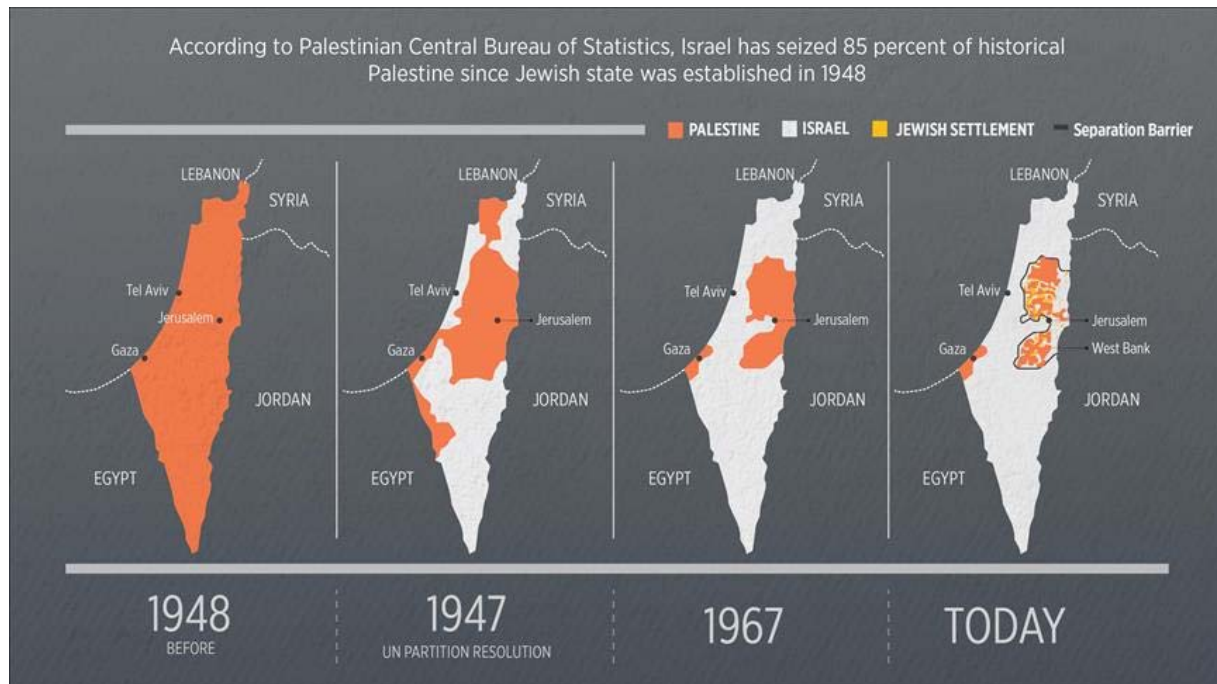 According to Palestinian Central Bureau of Statistics, Israel has seized 85 percent of historical
Palestine since Jewish state was established in 1948
PALESTINE
ISRAEL
JEWISH SETTLEMENT
Separation Barrier
LEBANON
SYRIA
Tel Aviv
Jerusalem
Gaza
JORDAN
EGYPT
LEBANON
SYRIA
Tel Aviv
Jerusalem
Gaza
JORDAN
EGYPT
LEBANON
SYRIA
Tel Aviv
Jerusalem
Gaza
JORDAN
EGYPT
LEBANON
SYRIA
Tel Aviv
Jerusalem
West Bank
Gaza
JORDAN
EGYPT
1948
BEFORE
1947
UN PARTITION RESOLUTION
1967
TODAY